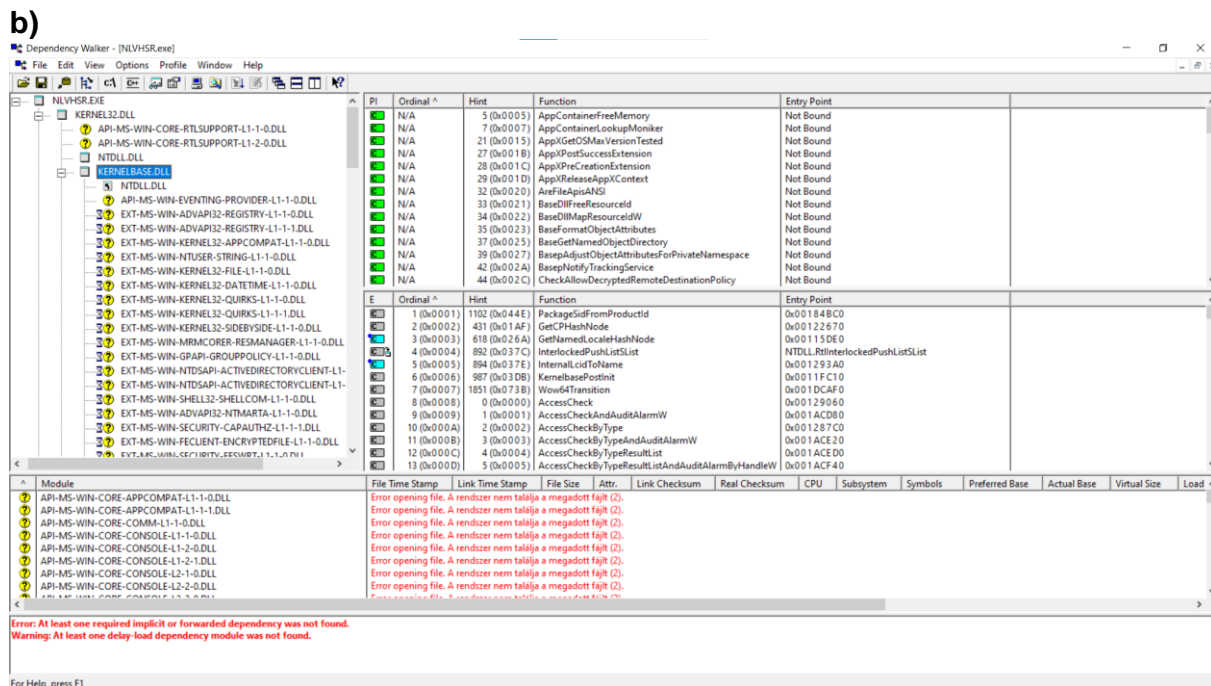 b)
Dependency Walker - [NLVHSR.exe]
File Edit View Options Profile Window Help
NLVHSR.EXE
KERNEL32.DLL
API-MS-WIN-CORE-RTLSUPPORT-L1-1-0.DLL
API-MS-WIN-CORE-RTLSUPPORT-L1-2-0.DLL
NTDLL.DLL
KERNELBASE.DLL
NTDLL.DLL
API-MS-WIN-EVENTING-PROVIDER-L1-1-0.DLL
EXT-MS-WIN-ADVAPI32-REGISTRY-L1-1-0.DLL
EXT-MS-WIN-ADVAPI32-REGISTRY-L1-1-1.DLL
EXT-MS-WIN-KERNEL32-APPCOMPAT-L1-1-0.DLL
EXT-MS-WIN-NTUSER-STRING-L1-1-0.DLL
EXT-MS-WIN-KERNEL32-FILE-L1-1-0.DLL
EXT-MS-WIN-KERNEL32-DATETIME-L1-1-0.DLL
EXT-MS-WIN-KERNEL32-QUIRKS-L1-1-0.DLL
EXT-MS-WIN-KERNEL32-QUIRKS-L1-1-1.DLL
EXT-MS-WIN-KERNEL32-SIDEBYSIDE-L1-1-0.DLL
EXT-MS-WIN-MRMCORER-RESMANAGER-L1-1-0.DLL
EXT-MS-WIN-GPAPI-GROUPPOLICY-L1-1-0.DLL
EXT-MS-WIN-NTDSAPI-ACTIVEDIRECTORYCLIENT-L1-
EXT-MS-WIN-NTDSAPI-ACTIVEDIRECTORYCLIENT-L1-
EXT-MS-WIN-SHELL32-SHELLCOM-L1-1-0.DLL
EXT-MS-WIN-ADVAPI32-NTMARTA-L1-1-0.DLL
EXT-MS-WIN-SECURITY-CAPAUTHZ-L1-1-1.DLL
EXT-MS-WIN-FECLIENT-ENCRYPTEDFILE-L1-1-0.DLL
PI Ordinal ^ Hint Function Entry Point
N/A 5 (0x0005) AppContainerFreeMemory Not Bound
N/A 7 (0x0007) AppContainerLookupMoniker Not Bound
N/A 21 (0x0015) AppXGetOSMaxVersionTested Not Bound
N/A 27 (0x001B) AppXPostSuccessExtension Not Bound
N/A 28 (0x001C) AppXPreCreationExtension Not Bound
N/A 29 (0x001D) AppXReleaseAppXContext Not Bound
N/A 32 (0x0020) AreFileApisANSI Not Bound
N/A 33 (0x0021) BaseDllFreeResourceId Not Bound
N/A 34 (0x0022) BaseDllMapResourceIdW Not Bound
N/A 35 (0x0023) BaseFormatObjectAttributes Not Bound
N/A 37 (0x0025) BaseGetNamedObjectDirectory Not Bound
N/A 39 (0x0027) BasepAdjustObjectAttributesForPrivateNamespace Not Bound
N/A 42 (0x002A) BasepNotifyTrackingService Not Bound
N/A 44 (0x002C) CheckAllowDecryptedRemoteDestinationPolicy Not Bound
E Ordinal ^ Hint Function Entry Point
1 (0x0001) 1102 (0x044E) PackageSidFromProductId 0x00184BC0
2 (0x0002) 431 (0x01AF) GetCPHashNode 0x00122670
3 (0x0003) 618 (0x026A) GetNamedLocaleHashNode 0x00115DE0
4 (0x0004) 892 (0x037C) InterlockedPushListSList NTDLL.RtlInterlockedPushListSList
5 (0x0005) 894 (0x037E) InternalLcidToName 0x001293A0
6 (0x0006) 987 (0x03DB) KernelbasePostInit 0x0011FC10
7 (0x0007) 1851 (0x073B) Wow64Transition 0x001DCAF0
8 (0x0008) 0 (0x0000) AccessCheck 0x00129060
9 (0x0009) 1 (0x0001) AccessCheckAndAuditAlarmW 0x001ACD80
10 (0x000A) 2 (0x0002) AccessCheckByType 0x001287C0
11 (0x000B) 3 (0x0003) AccessCheckByTypeAndAuditAlarmW 0x001ACE20
12 (0x000C) 4 (0x0004) AccessCheckByTypeResultList 0x001ACED0
13 (0x000D) 5 (0x0005) AccessCheckByTypeResultListAndAuditAlarmByHandleW 0x001ACF40
^ Module File Time Stamp Link Time Stamp File Size Attr. Link Checksum Real Checksum CPU Subsystem Symbols Preferred Base Actual Base Virtual Size Load
API-MS-WIN-CORE-APPCOMPAT-L1-1-0.DLL Error opening file. A rendszer nem találja a megadott fájlt (2).
API-MS-WIN-CORE-APPCOMPAT-L1-1-1.DLL Error opening file. A rendszer nem találja a megadott fájlt (2).
API-MS-WIN-CORE-COMM-L1-1-0.DLL Error opening file. A rendszer nem találja a megadott fájlt (2).
API-MS-WIN-CORE-CONSOLE-L1-1-0.DLL Error opening file. A rendszer nem találja a megadott fájlt (2).
API-MS-WIN-CORE-CONSOLE-L1-2-0.DLL Error opening file. A rendszer nem találja a megadott fájlt (2).
API-MS-WIN-CORE-CONSOLE-L1-2-1.DLL Error opening file. A rendszer nem találja a megadott fájlt (2).
API-MS-WIN-CORE-CONSOLE-L2-1-0.DLL Error opening file. A rendszer nem találja a megadott fájlt (2).
API-MS-WIN-CORE-CONSOLE-L2-2-0.DLL Error opening file. A rendszer nem találja a megadott fájlt (2).
Error: At least one required implicit or forwarded dependency was not found.
Warning: At least one delay-load dependency module was not found.
For Help, press F1